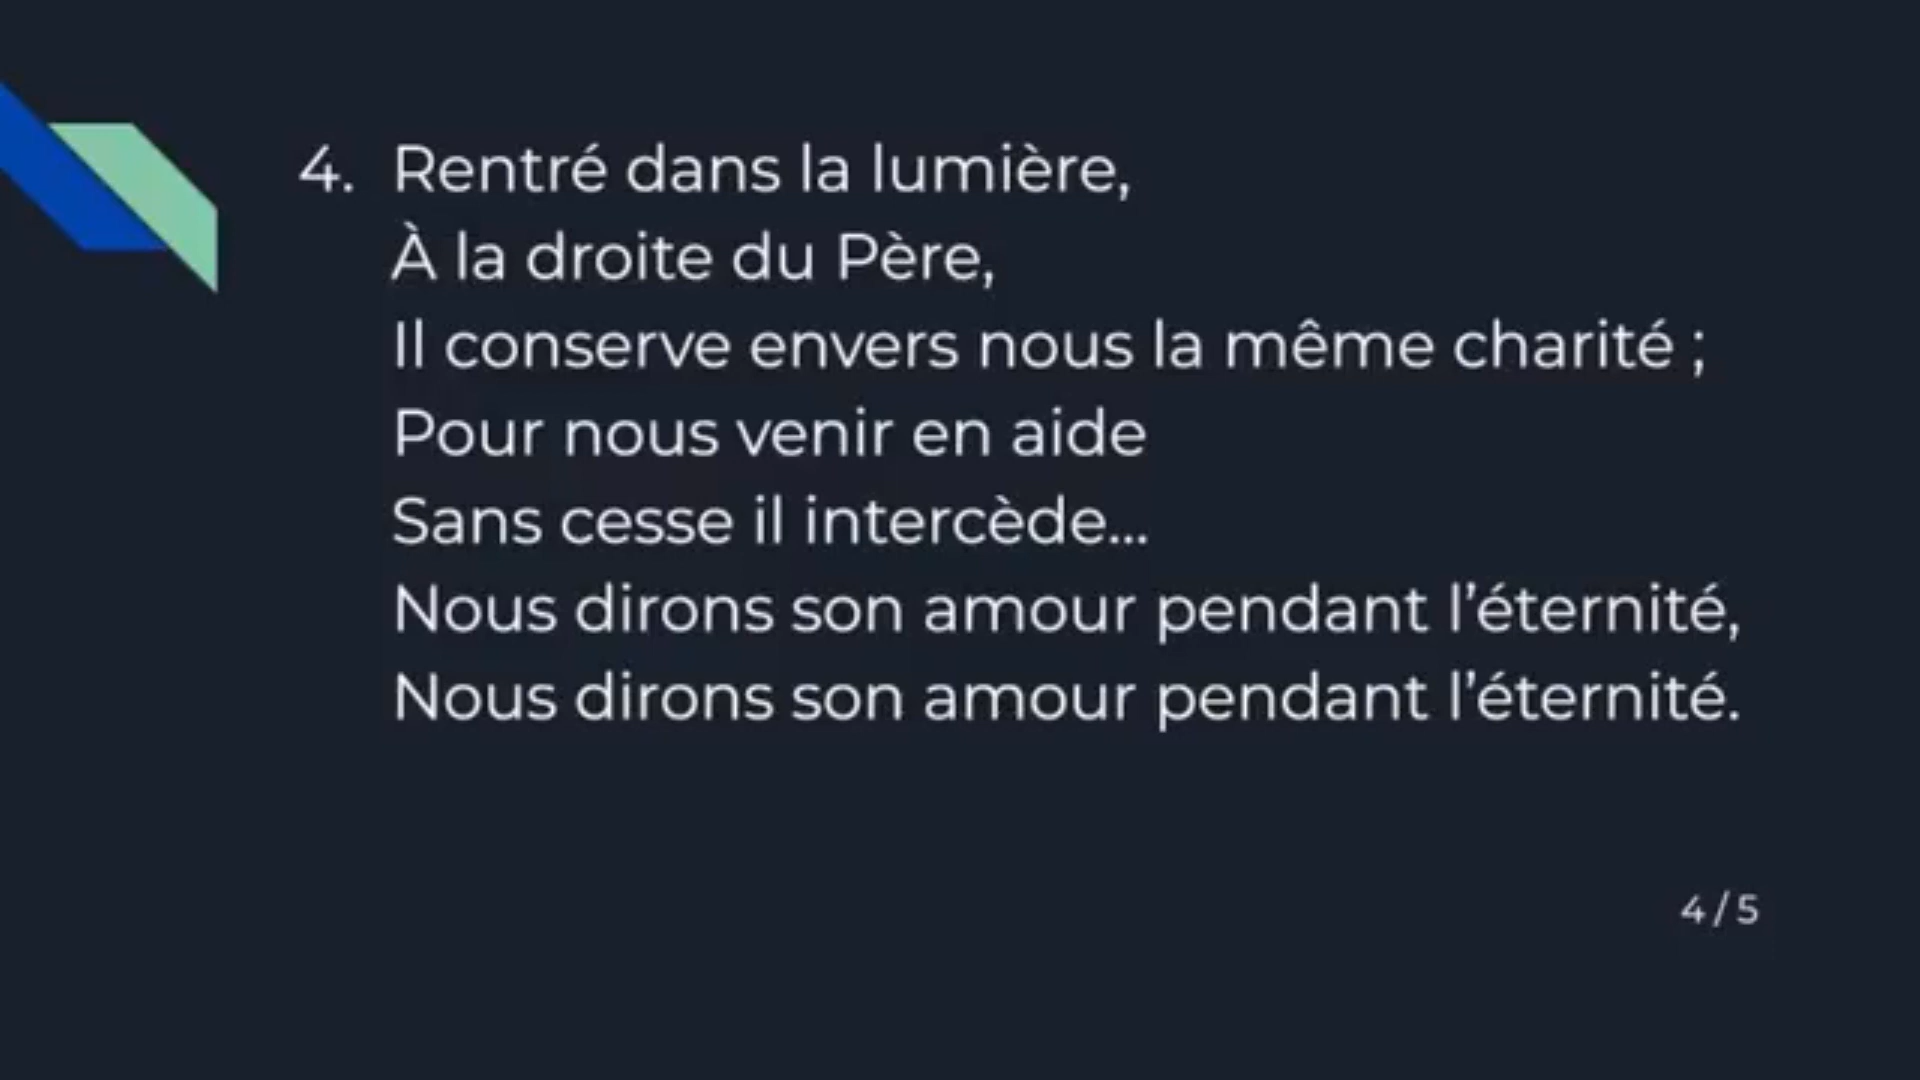 4. Rentré dans la lumière,
À la droite du Père,
Il conserve envers nous la même charité ;
Pour nous venir en aide
Sans cesse il intercède...
Nous dirons son amour pendant l’éternité,
Nous dirons son amour pendant l’éternité.
4 / 5